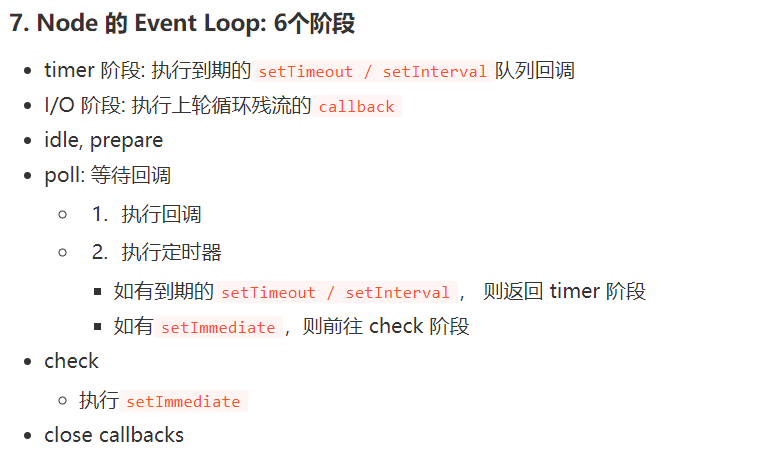 7. Node 的 Event Loop: 6个阶段
timer 阶段: 执行到期的 setTimeout / setInterval 队列回调
I/O 阶段: 执行上轮循环残流的 callback
idle, prepare
poll: 等待回调
1. 执行回调
2. 执行定时器
如有到期的 setTimeout / setInterval， 则返回 timer 阶段
如有 setImmediate，则前往 check 阶段
check
执行 setImmediate
close callbacks